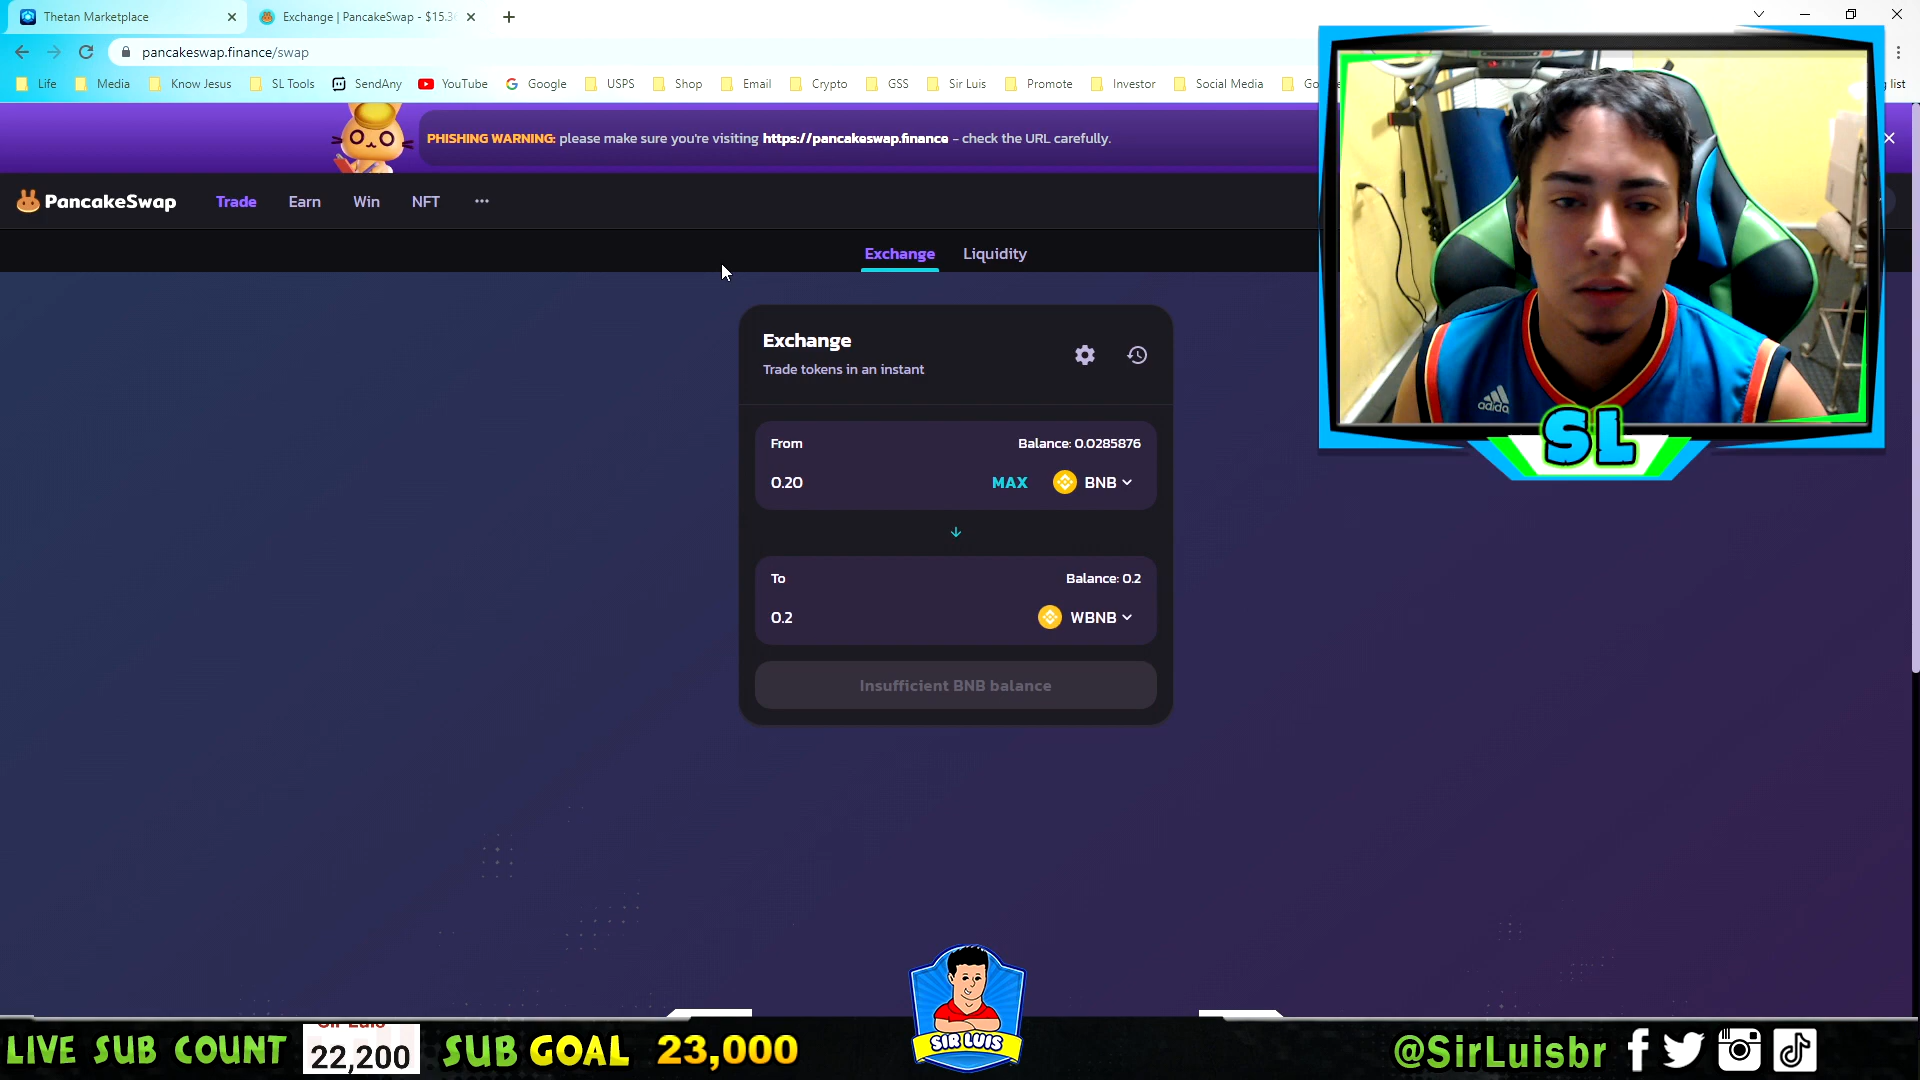 Thetan Marketplace
Exchange | PancakeSwap - $15.3
pancakeswap.finance/swap
Life Media Know Jesus SL Tools SendAny YouTube Google USPS Shop Email Crypto GSS Sir Luis Promote Investor Social Media list
PHISHING WARNING: please make sure you're visiting https://pancakeswap.finance - check the URL carefully.
PancakeSwap Trade Earn Win NFT
Exchange Liquidity
Exchange
Trade tokens in an instant
From Balance: 0.0285876
0.20 MAX BNB
To Balance: 0.2
0.2 WBNB
Insufficient BNB balance
adidas
SL
SIR LUIS
LIVE SUB COUNT 22,200 SUB GOAL 23,000
@SirLuisbr